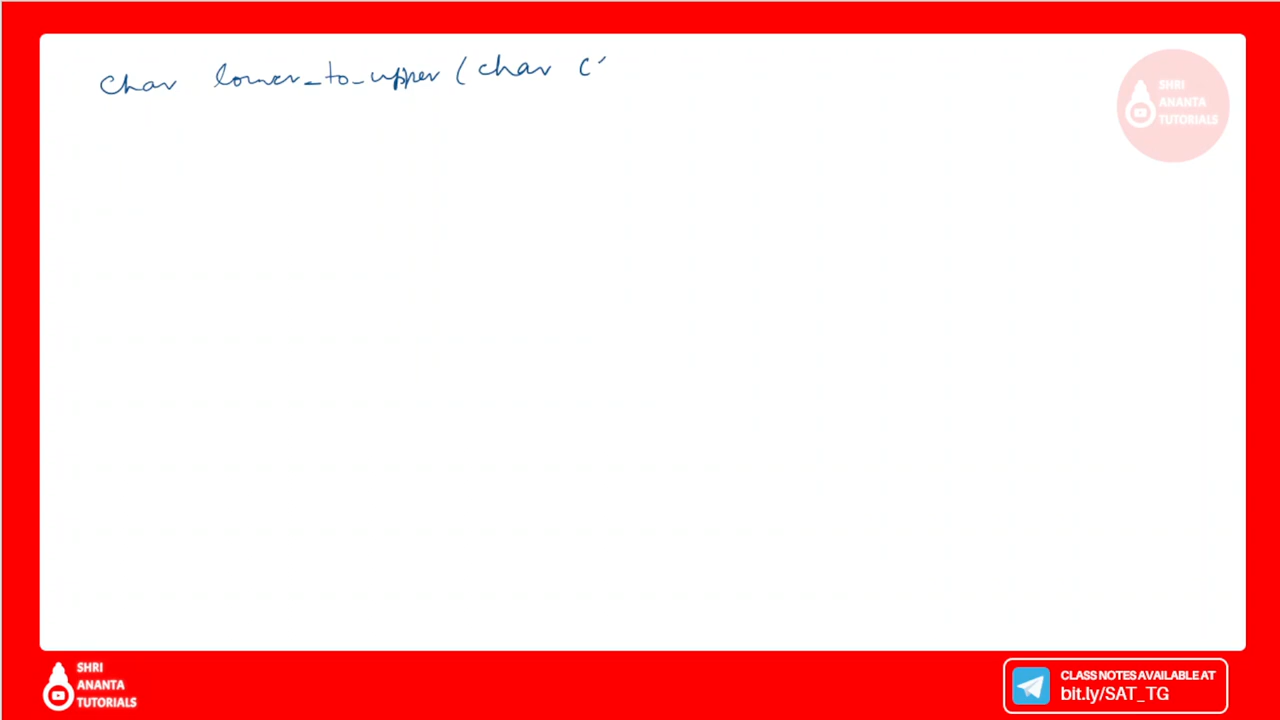 char lower_to_upper (char c
SHRI
ANANTA
TUTORIALS
SHRI
ANANTA
TUTORIALS
CLASS NOTES AVAILABLE AT
bit.ly/SAT_TG